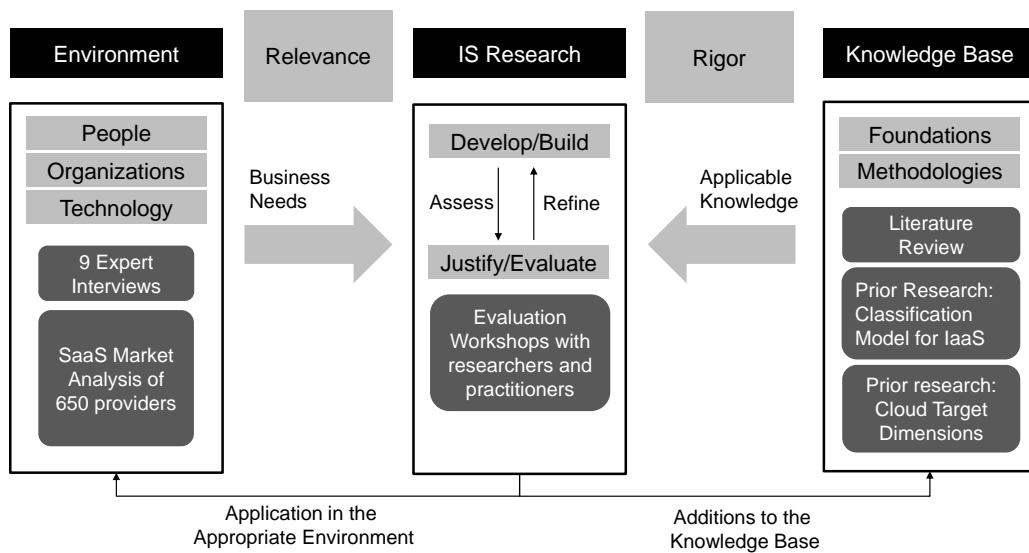 Environment
Relevance
IS Research
Rigor
Knowledge Base
People
Organizations
Technology
9 Expert
Interviews
SaaS Market
Analysis of
650 providers
Business
Needs
Develop/Build
Assess
Refine
Justify/Evaluate
Evaluation
Workshops with
researchers and
practitioners
Applicable
Knowledge
Foundations
Methodologies
Literature
Review
Prior Research:
Classification
Model for IaaS
Prior research:
Cloud Target
Dimensions
Application in the
Appropriate Environment
Additions to the
Knowledge Base